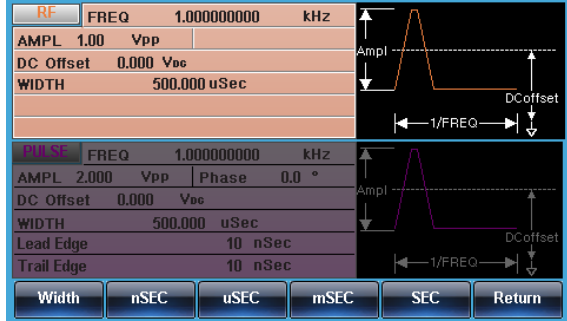 RF FREQ 1.000000000 kHz
AMPL 1.00 Vpp
DC Offset 0.000 VDC
WIDTH 500.000 uSec
Ampl
DCoffset
1/FREQ
PULSE FREQ 1.000000000 kHz
AMPL 2.000 Vpp Phase 0.0 °
DC Offset 0.000 VDC
WIDTH 500.000 uSec
Lead Edge 10 nSec
Trail Edge 10 nSec
Ampl
DCoffset
1/FREQ
Width nSEC uSEC mSEC SEC Return